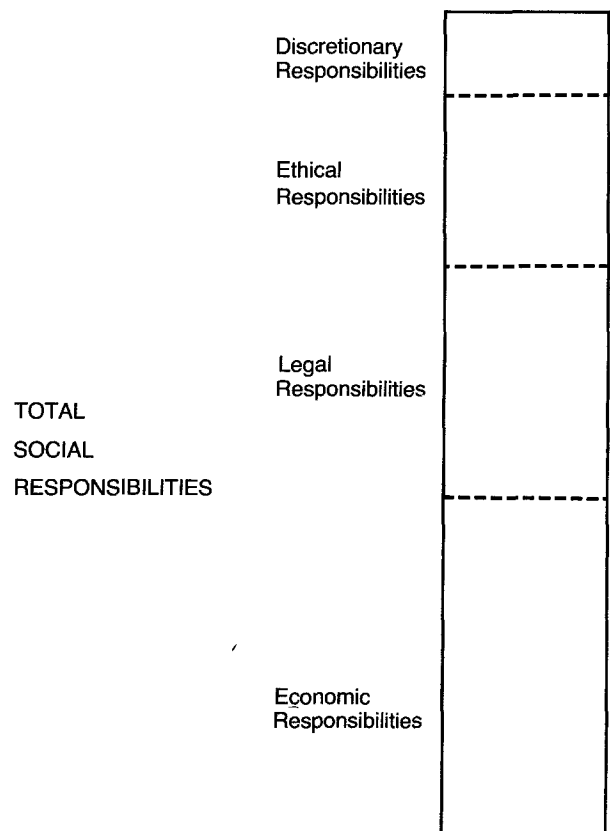 Discretionary
Responsibilities
Ethical
Responsibilities
Legal
Responsibilities
TOTAL
SOCIAL
RESPONSIBILITIES
Economic
Responsibilities